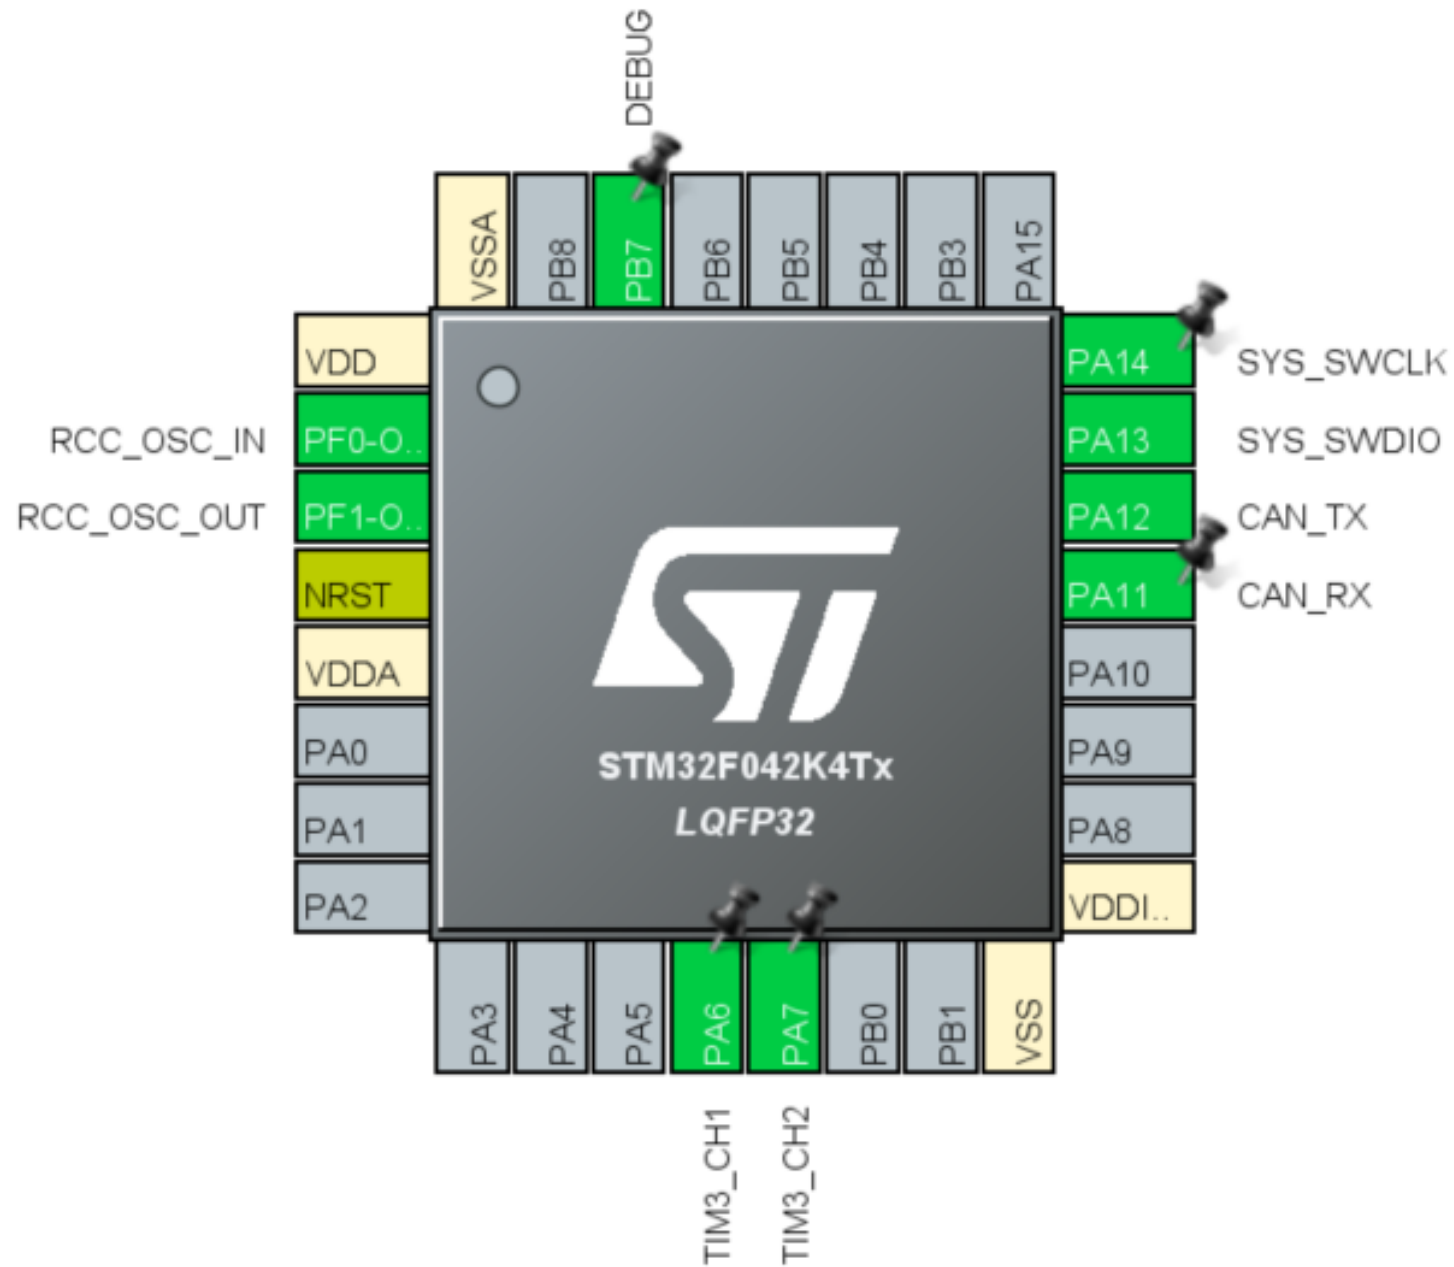 DEBUG
VSSA
PB8
PB7
PB6
PB5
PB4
PB3
PA15
VDD
RCC_OSC_IN
PF0-O..
RCC_OSC_OUT
PF1-O..
NRST
VDDA
PA0
PA1
PA2
PA14
SYS_SWCLK
PA13
SYS_SWDIO
PA12
CAN_TX
PA11
CAN_RX
PA10
PA9
PA8
VDDI..
ST
STM32F042K4Tx
LQFP32
PA3
PA4
PA5
PA6
PA7
PB0
PB1
VSS
TIM3_CH1
TIM3_CH2